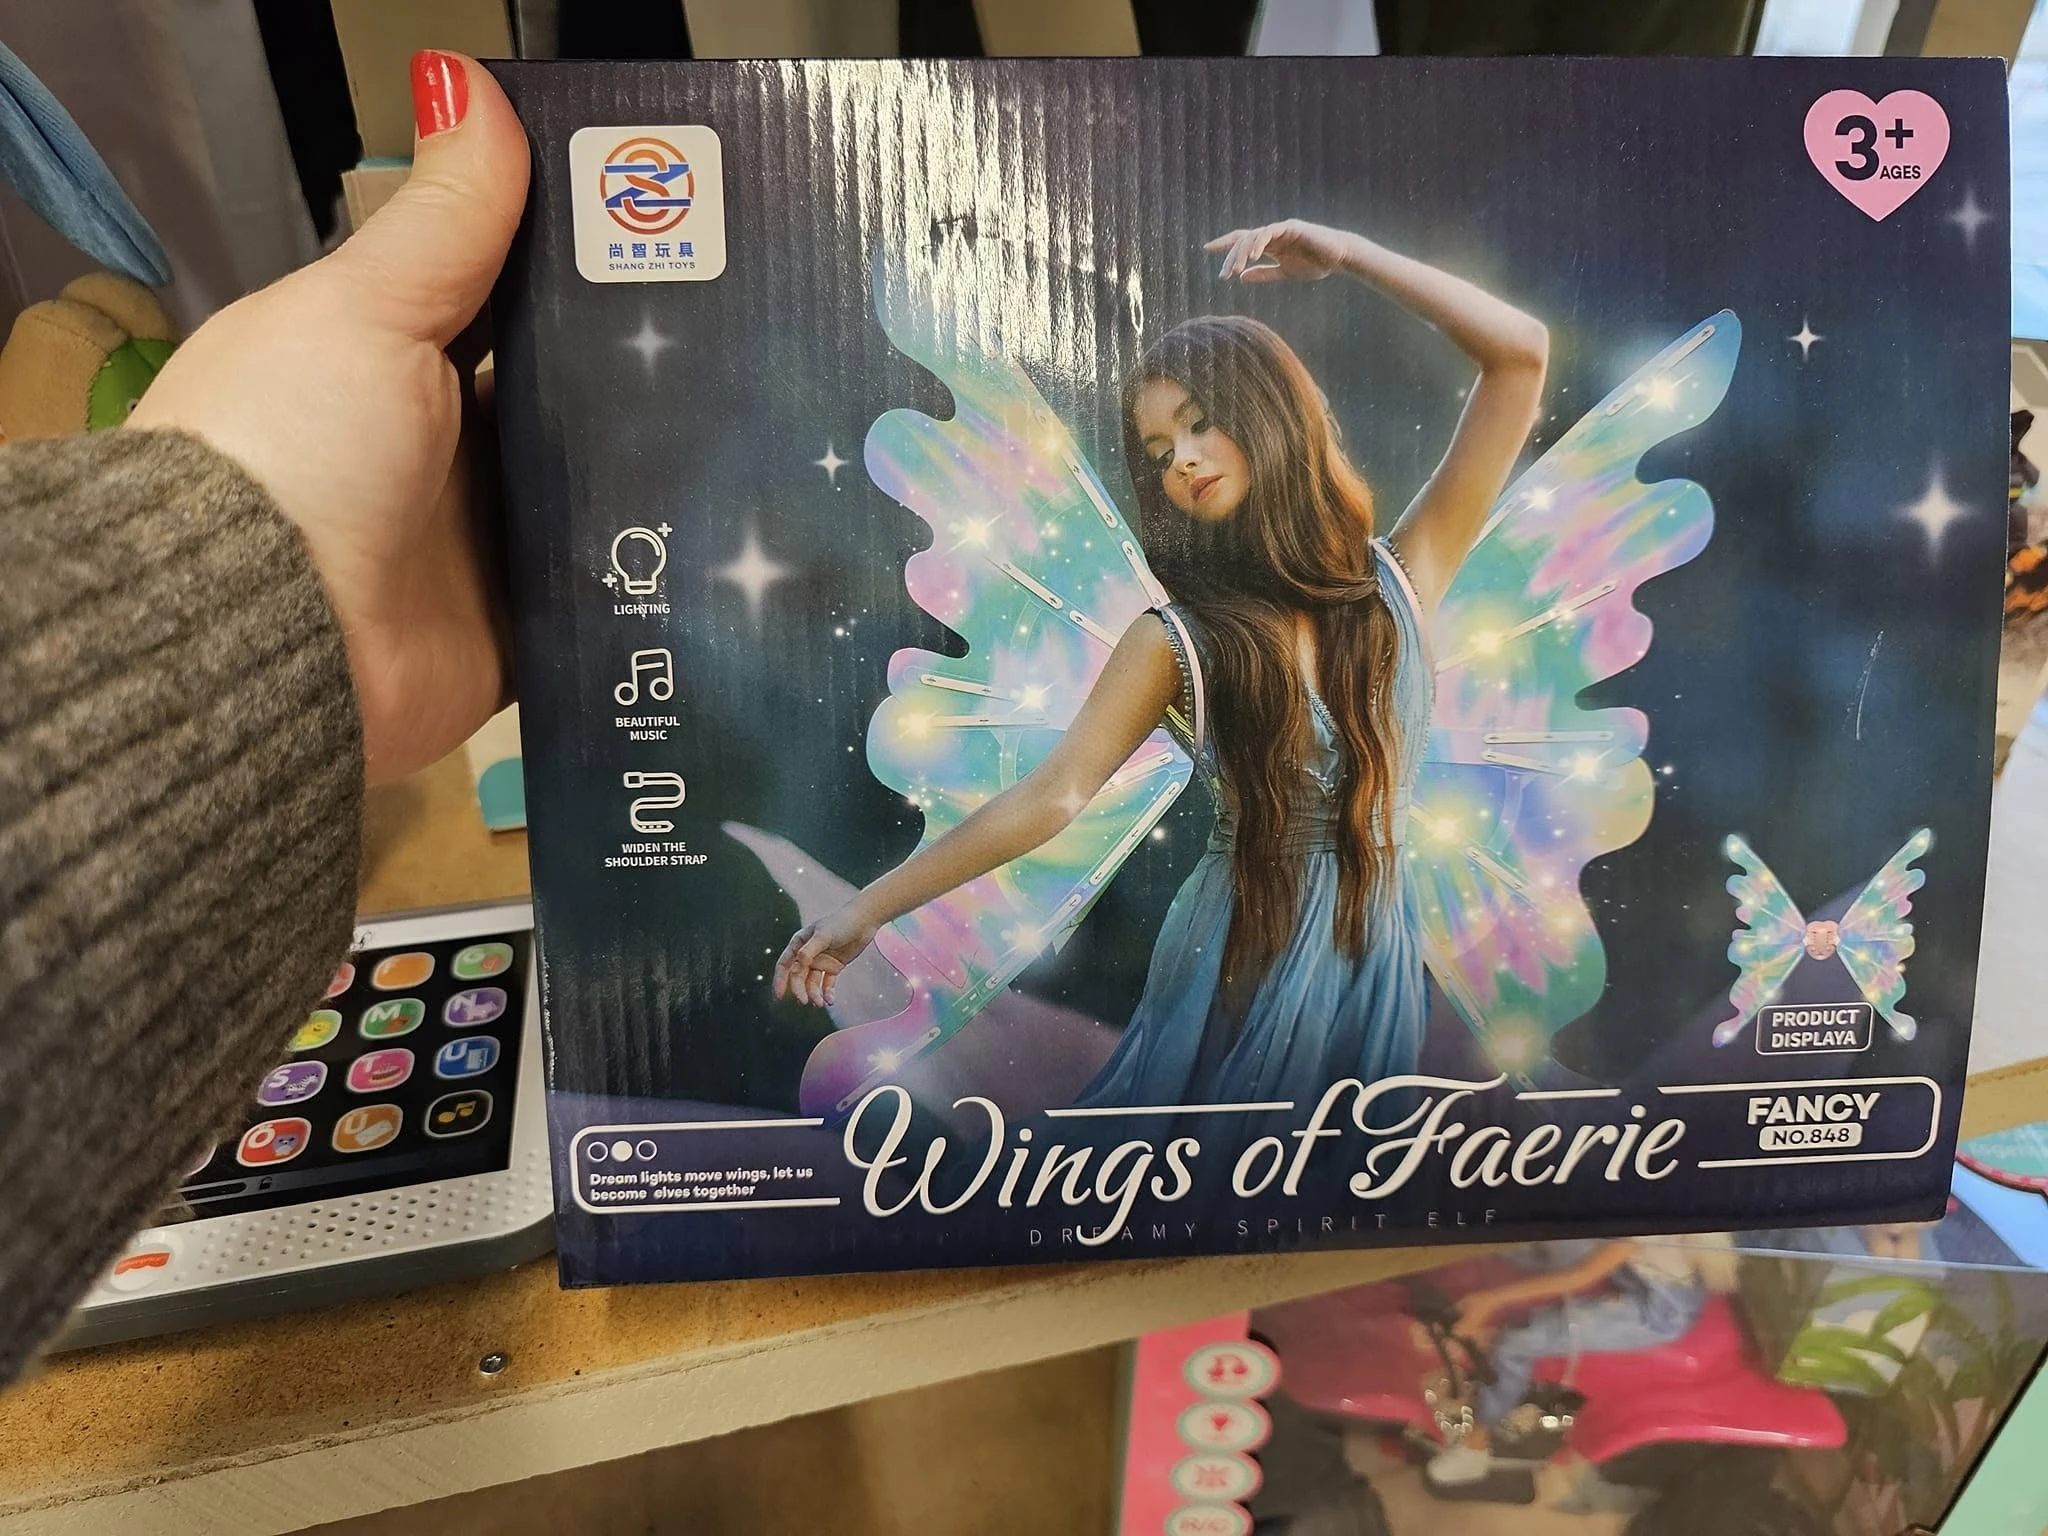 尚智玩具
SHANG ZHI TOYS
3+
AGES
LIGHTING
BEAUTIFUL
MUSIC
WIDEN THE
SHOULDER STRAP
PRODUCT
DISPLAYA
Dream lights move wings, let us
become elves together
Wings of Faerie
FANCY
NO.848
DREAMY SPIRIT ELF
M
N
S
T
U
O
U